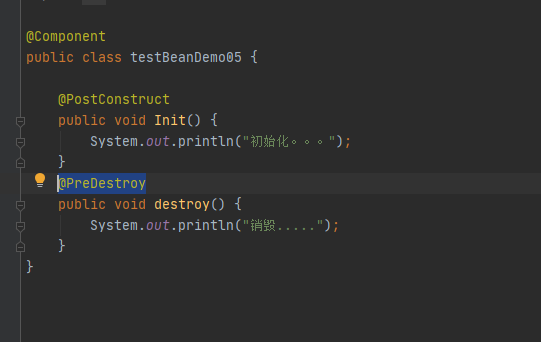 @Component
public class testBeanDemo05 {
@PostConstruct
public void Init() {
System.out.println("初始化。。。");
}
@PreDestroy
public void destroy() {
System.out.println("销毁.....");
}
}